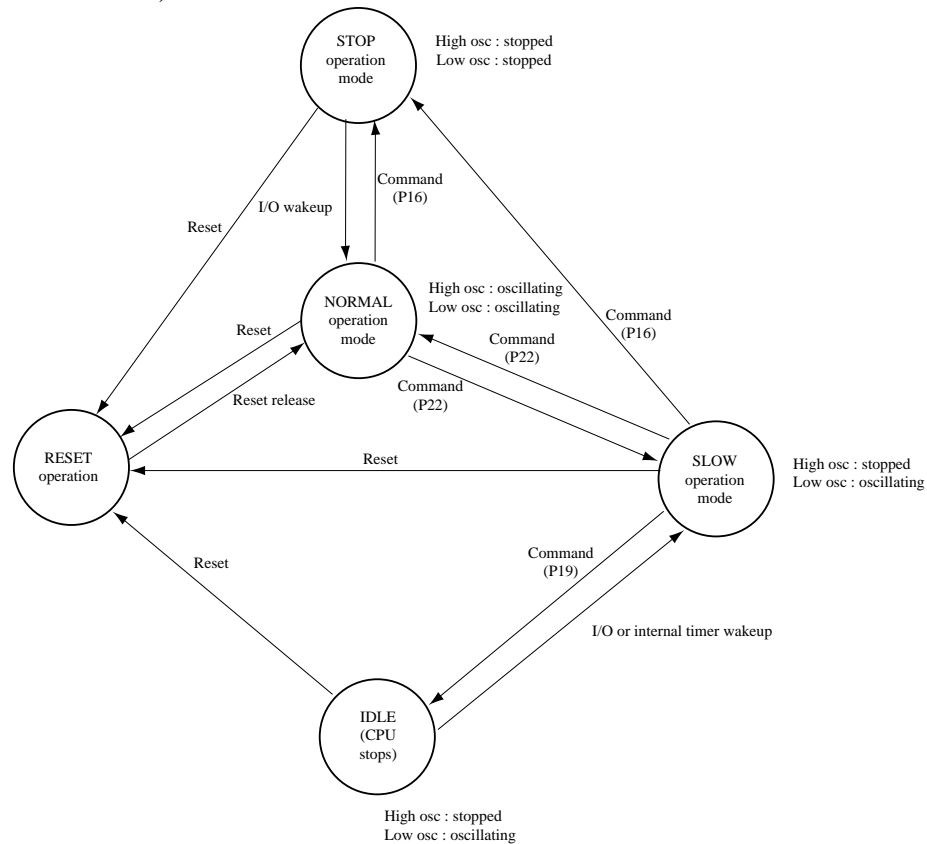 STOP
operation
mode
High osc : stopped
Low osc : stopped
Command
(P16)
I/O wakeup
Reset
NORMAL
operation
mode
High osc : oscillating
Low osc : oscillating
Command
(P16)
Reset
Command
(P22)
Command
(P22)
Reset release
RESET
operation
Reset
SLOW
operation
mode
High osc : stopped
Low osc : oscillating
Command
(P19)
Reset
I/O or internal timer wakeup
IDLE
(CPU
stops)
High osc : stopped
Low osc : oscillating